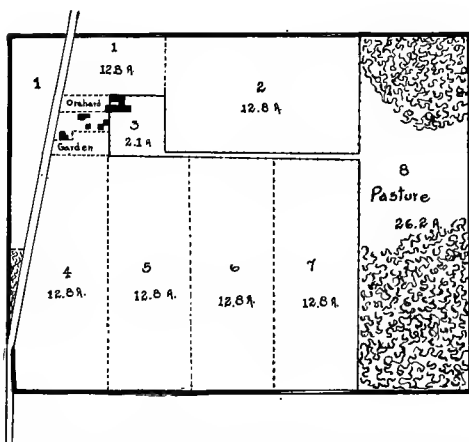 1
1
12.8 A.
2
12.8 A.
Orchard
3
2.1 A
Garden
8
Pasture
26.2 A.
4
12.8 A.
5
12.8 A.
6
12.8 A.
7
12.8 A.